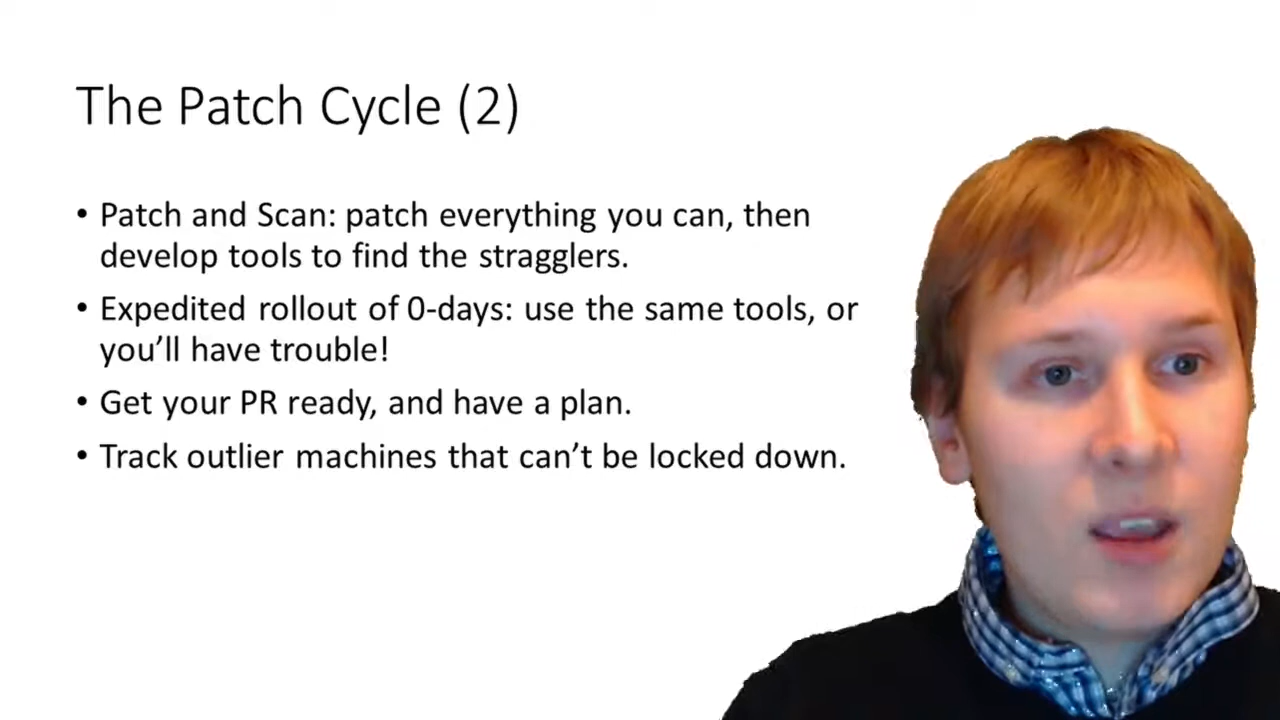 The Patch Cycle (2)
• Patch and Scan: patch everything you can, then
develop tools to find the stragglers.
• Expedited rollout of 0-days: use the same tools, or
you’ll have trouble!
• Get your PR ready, and have a plan.
• Track outlier machines that can’t be locked down.